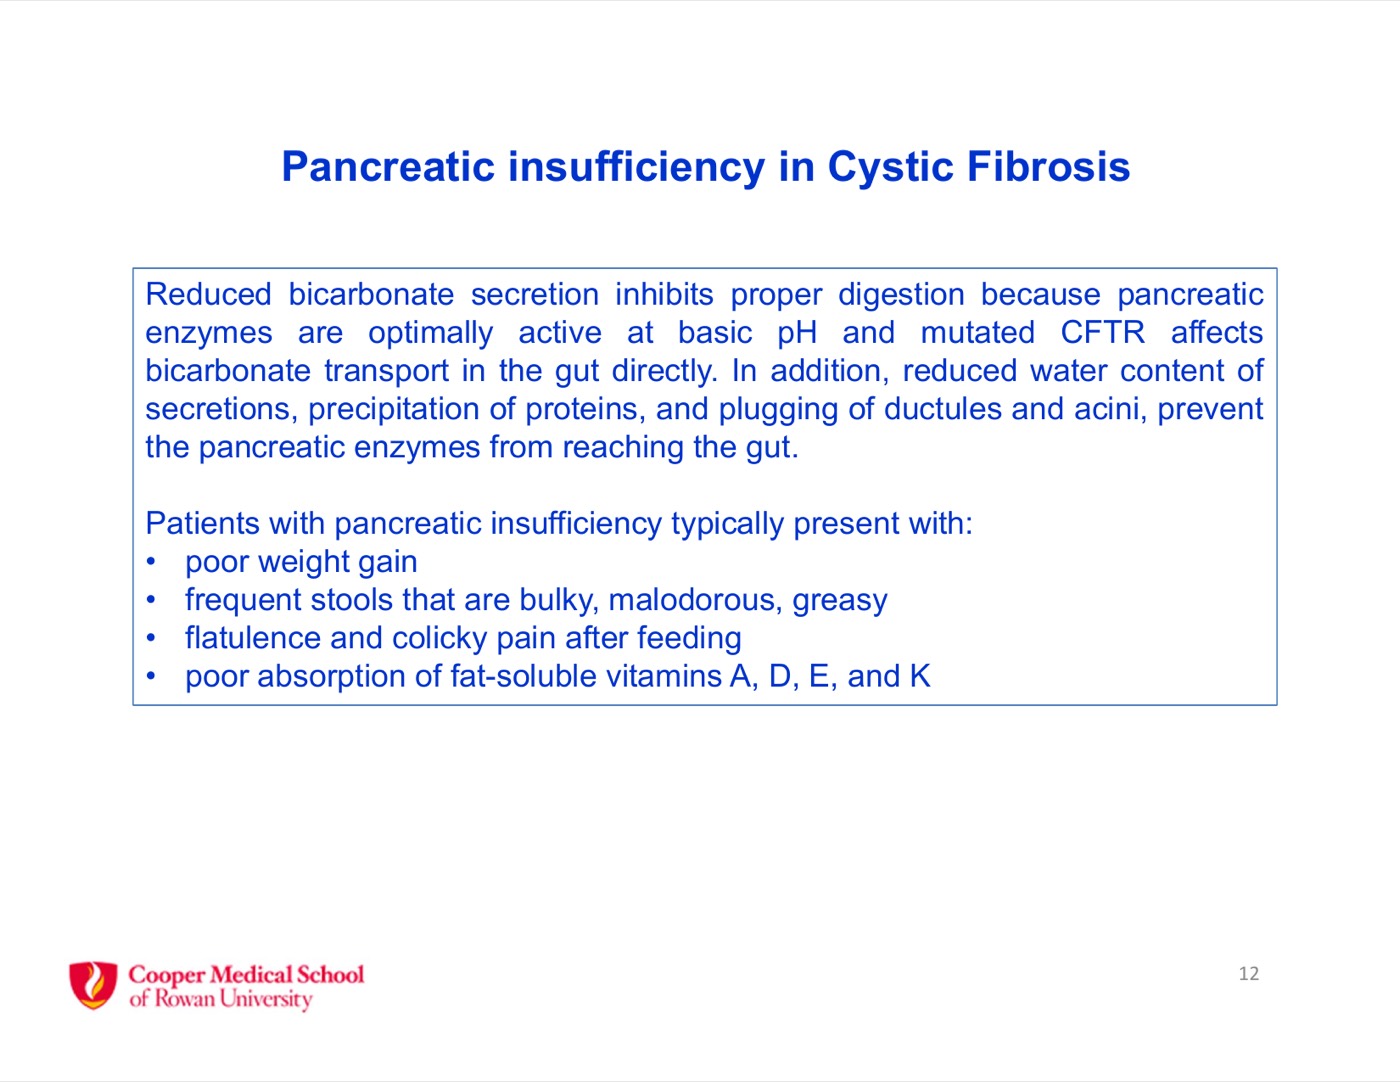 Pancreatic insufficiency in Cystic Fibrosis
Reduced bicarbonate secretion inhibits proper digestion because pancreatic
enzymes are optimally active at basic pH and mutated CFTR affects
bicarbonate transport in the gut directly. In addition, reduced water content of
secretions, precipitation of proteins, and plugging of ductules and acini, prevent
the pancreatic enzymes from reaching the gut.
Patients with pancreatic insufficiency typically present with:
• poor weight gain
• frequent stools that are bulky, malodorous, greasy
• flatulence and colicky pain after feeding
• poor absorption of fat-soluble vitamins A, D, E, and K
Cooper Medical School
of Rowan University
12